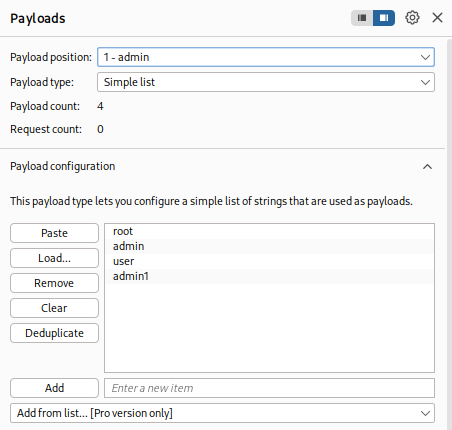 Payloads
Payload position: 1 - admin
Payload type: Simple list
Payload count: 4
Request count: 0
Payload configuration
This payload type lets you configure a simple list of strings that are used as payloads.
Paste root
admin
Load... user
Remove admin1
Clear
Deduplicate
Add Enter a new item
Add from list... [Pro version only]